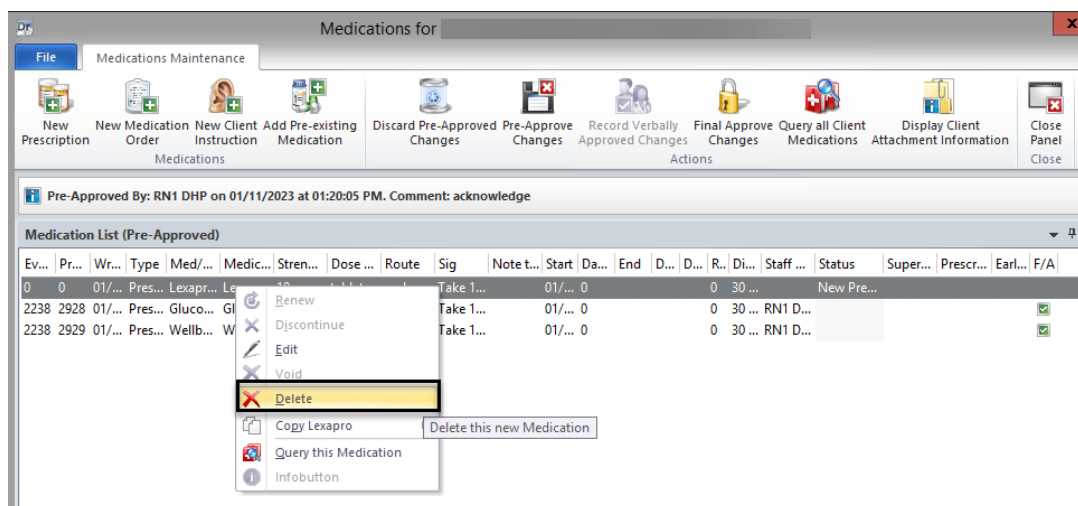 Medications for
X
File Medications Maintenance
New Prescription
New Medication Order
New Client Instruction
Add Pre-existing Medication
Discard Pre-Approved Changes
Pre-Approve Changes
Record Verbally Approved Changes
Final Approve Changes
Query all Client Medications
Display Client Attachment Information
Close Panel
Medications Actions Close
Pre-Approved By: RN1 DHP on 01/11/2023 at 01:20:05 PM. Comment: acknowledge
Medication List (Pre-Approved)
Ev... Pr... Wr... Type Med/... Medic... Stren... Dose ... Route Sig Note t... Start Da... End D... D... R.. Di... Staff ... Status Super... Prescr... Earl... F/A
0 0 01/... Pres... Lexapr... Take 1... 01/... 0 0 30 ... New Pre...
2238 2928 01/... Pres... Gluco... Take 1... 01/... 0 0 30 ... RN1 D...
2238 2929 01/... Pres... Wellb... Take 1... 01/... 0 0 30 ... RN1 D...
Renew
Discontinue
Edit
Void
Delete
Delete this new Medication
Copy Lexapro
Query this Medication
Infobutton